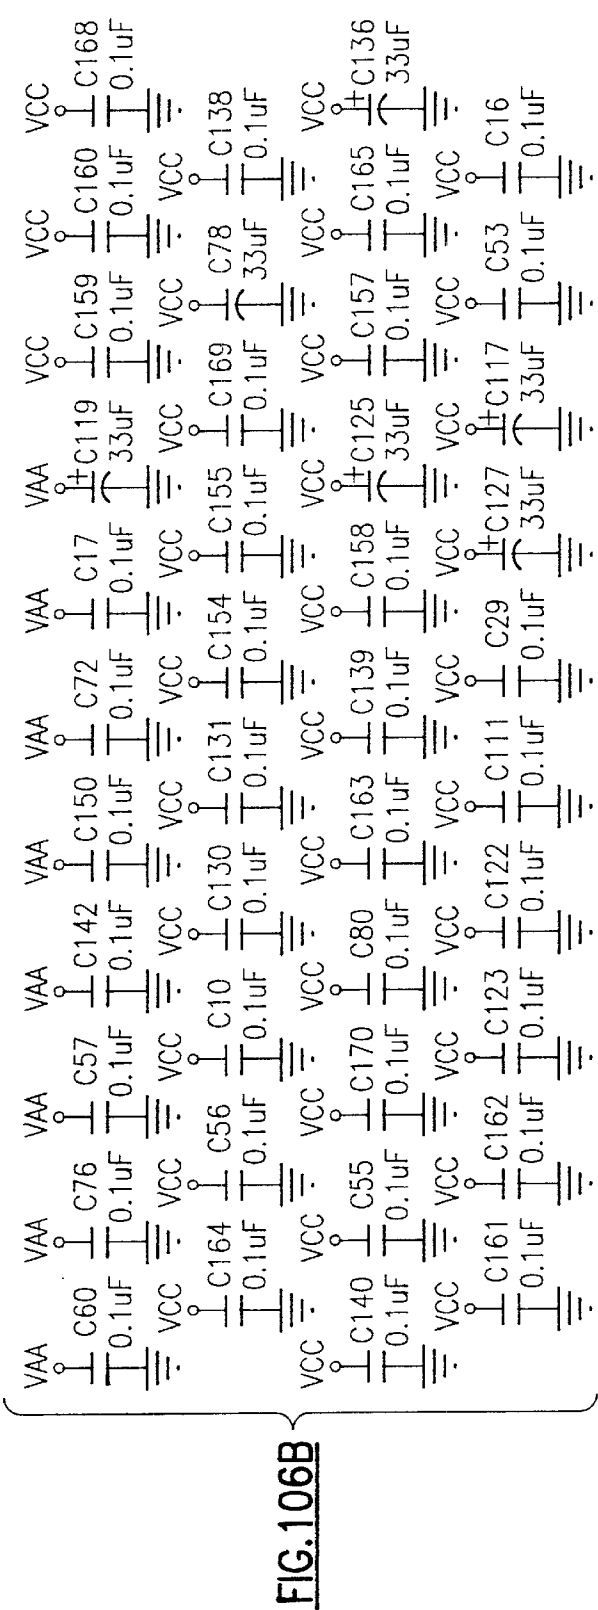 VAA VAA VAA VAA VAA VAA VAA VAA VCC VCC VCC
C60 C76 C57 C142 C150 C72 C17 +C119 C159 C160 C168
0.1uF 0.1uF 0.1uF 0.1uF 0.1uF 0.1uF 0.1uF 33uF 0.1uF 0.1uF 0.1uF
VCC VCC VCC VCC VCC VCC VCC VCC VCC VCC
C164 C56 C10 C130 C131 C154 C155 C169 C78 C138
0.1uF 0.1uF 0.1uF 0.1uF 0.1uF 0.1uF 0.1uF 0.1uF 33uF 0.1uF
VCC VCC VCC VCC VCC VCC VCC VCC VCC VCC VCC
C140 C55 C170 C80 C163 C139 C158 +C125 C157 C165 +C136
0.1uF 0.1uF 0.1uF 0.1uF 0.1uF 0.1uF 0.1uF 33uF 0.1uF 0.1uF 33uF
VCC VCC VCC VCC VCC VCC VCC VCC VCC VCC
C161 C162 C123 C122 C111 C29 +C127 +C117 C53 C16
0.1uF 0.1uF 0.1uF 0.1uF 0.1uF 0.1uF 33uF 33uF 0.1uF 0.1uF
FIG.106B